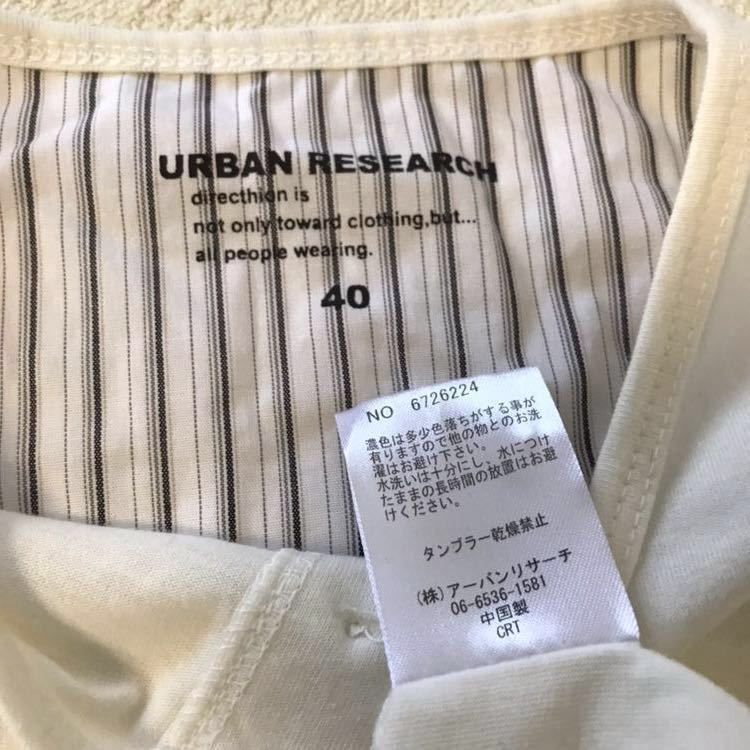 URBAN RESEARCH
directhion is
not only toward clothing,but...
all people wearing.
40
NO 6726224
濃色は多少色落ちがする事が
有りますので他の物とのお洗
濯はお避け下さい。
水洗いは十分にし、水につけ
たままの長時間の放置はお避
けください。
タンブラー乾燥禁止
(株)アーバンリサーチ
06-6536-1581
中国製
CRT